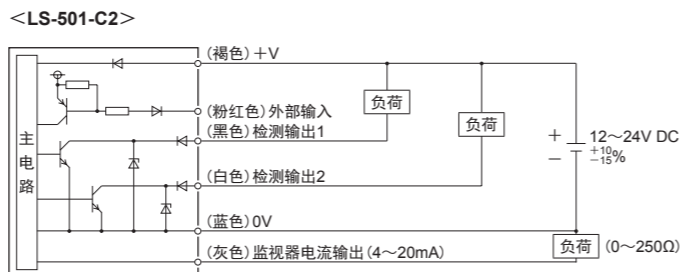 <LS-501-C2>
(褐色)+V
(粉红色)外部输入
负荷
(黑色)检测输出1
负荷
主电路
+
−
12～24V DC
+10
−15%
(白色)检测输出2
(蓝色)0V
(灰色)监视器电流输出(4～20mA)
负荷 (0～250Ω)